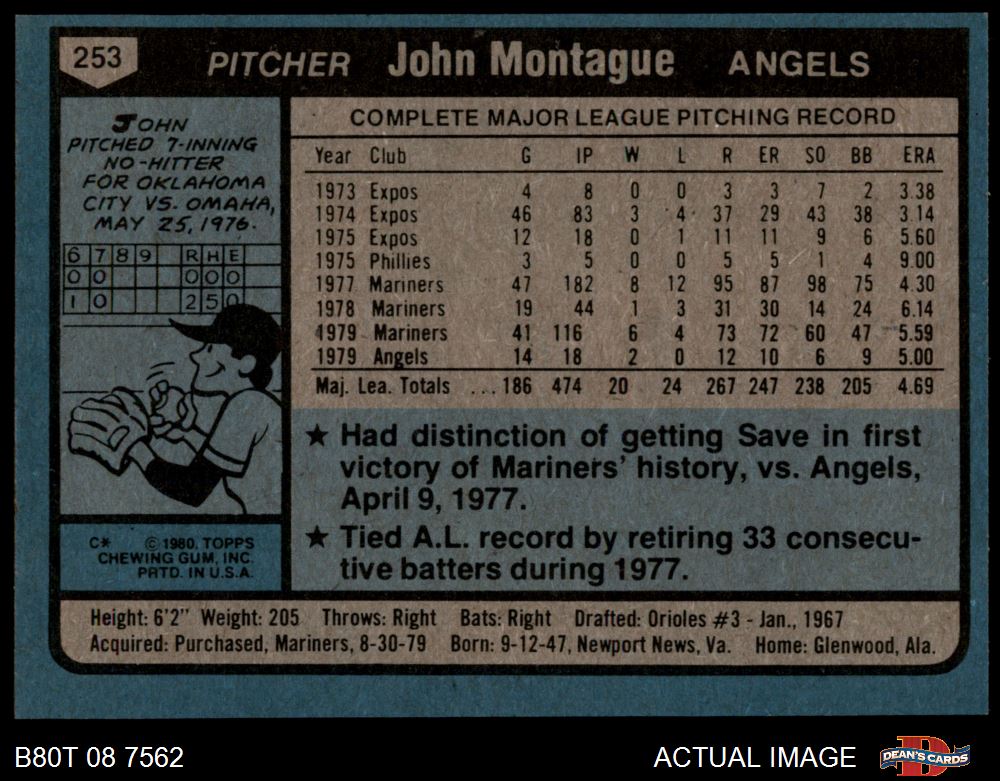 253
PITCHER John Montague ANGELS
JOHN
PITCHED 7-INNING
NO-HITTER
FOR OKLAHOMA
CITY VS. OMAHA,
MAY 25, 1976.
6 7 8 9 R H E
0 0 0 0 0
1 0 2 5 0
COMPLETE MAJOR LEAGUE PITCHING RECORD
Year Club G IP W L R ER SO BB ERA
1973 Expos 4 8 0 0 3 3 7 2 3.38
1974 Expos 46 83 3 4 37 29 43 38 3.14
1975 Expos 12 18 0 1 11 11 9 6 5.60
1975 Phillies 3 5 0 0 5 5 1 4 9.00
1977 Mariners 47 182 8 12 95 87 98 75 4.30
1978 Mariners 19 44 1 3 31 30 14 24 6.14
1979 Mariners 41 116 6 4 73 72 60 47 5.59
1979 Angels 14 18 2 0 12 10 6 9 5.00
Maj. Lea. Totals ...186 474 20 24 267 247 238 205 4.69
★ Had distinction of getting Save in first
victory of Mariners' history, vs. Angels,
April 9, 1977.
★ Tied A.L. record by retiring 33 consecu-
tive batters during 1977.
C* © 1980, TOPPS
CHEWING GUM, INC.
PRTD. IN U.S.A.
Height: 6'2" Weight: 205 Throws: Right Bats: Right Drafted: Orioles #3 - Jan., 1967
Acquired: Purchased, Mariners, 8-30-79 Born: 9-12-47, Newport News, Va. Home: Glenwood, Ala.
B80T 08 7562
ACTUAL IMAGE
D
DEAN'S CARDS